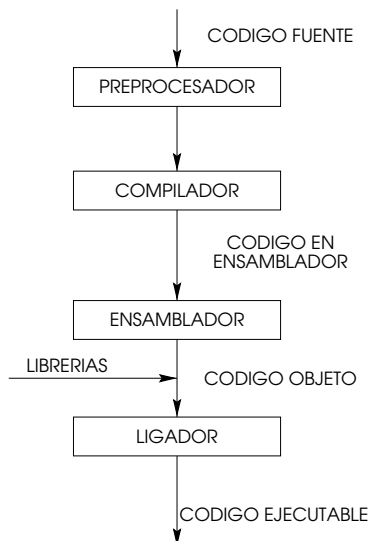 CODIGO FUENTE
PREPROCESADOR
COMPILADOR
CODIGO EN
ENSAMBLADOR
ENSAMBLADOR
LIBRERIAS
CODIGO OBJETO
LIGADOR
CODIGO EJECUTABLE